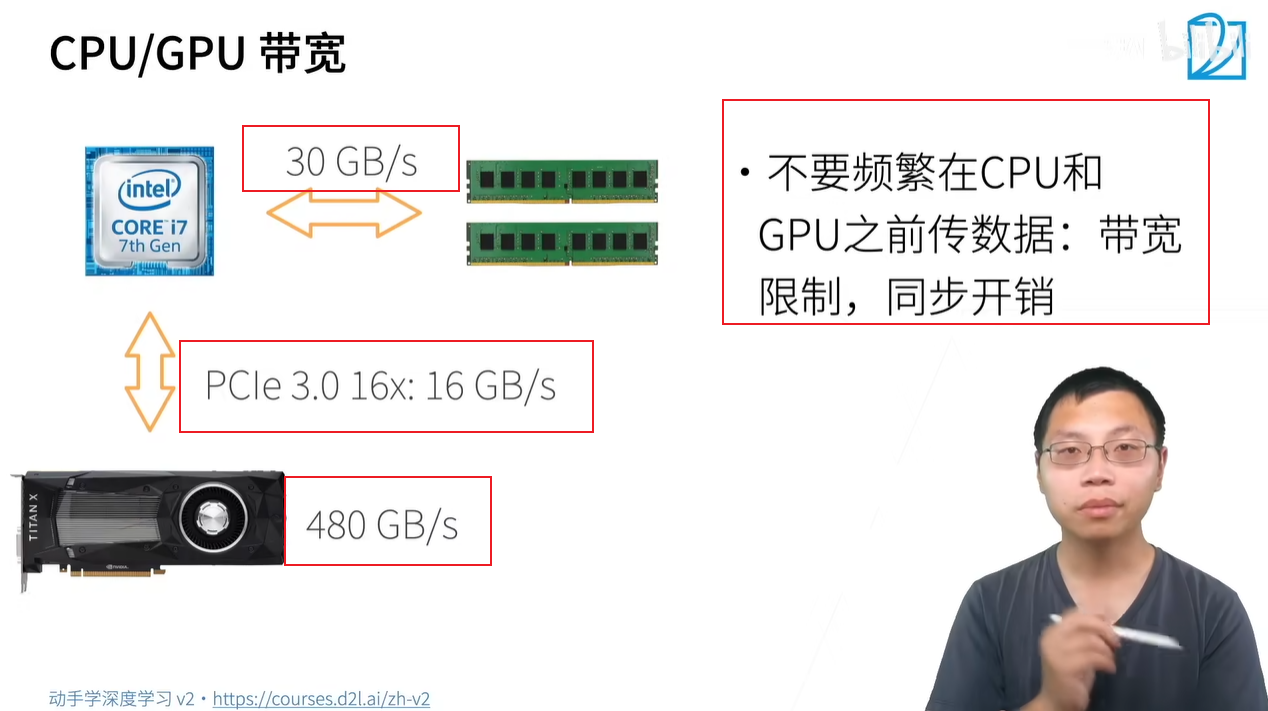 CPU/GPU 带宽
bilibili
30 GB/s
intel
CORE i7
7th Gen
• 不要频繁在CPU和
GPU之前传数据：带宽
限制，同步开销
PCIe 3.0 16x: 16 GB/s
TITAN X
NVIDIA
480 GB/s
动手学深度学习 v2 • https://courses.d2l.ai/zh-v2